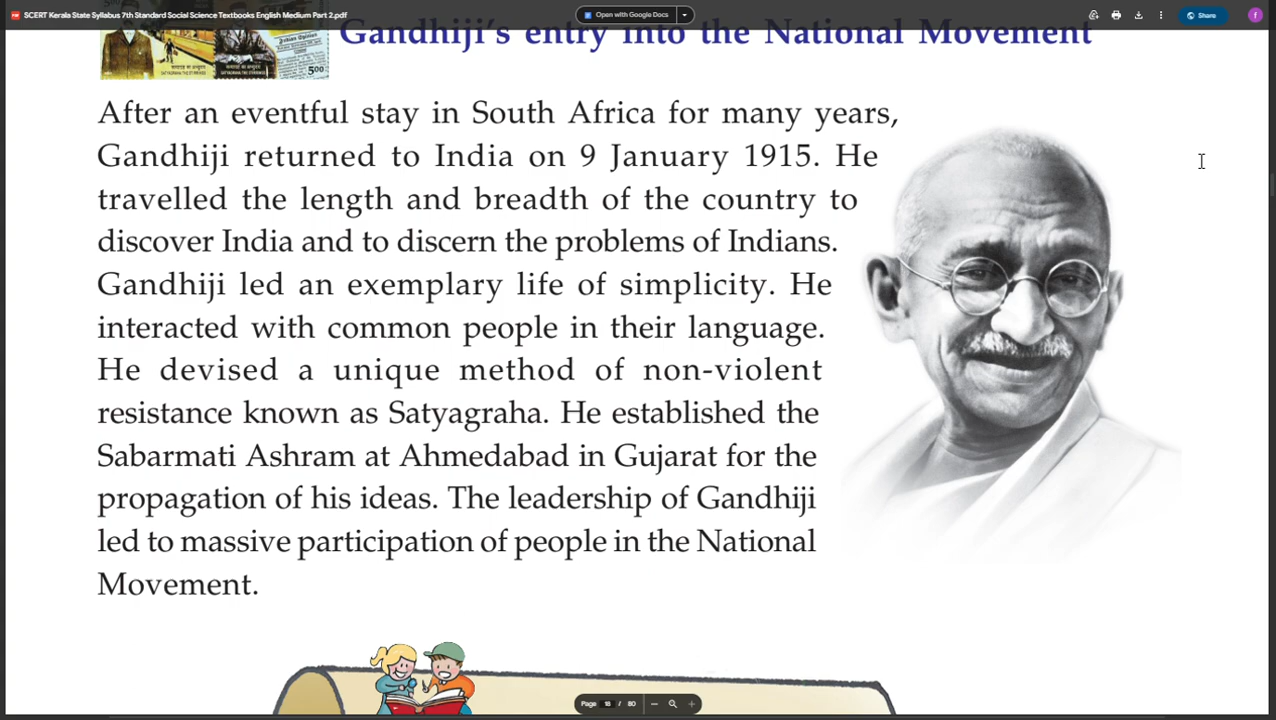 SCERT Kerala State Syllabus 7th Standard Social Science Textbooks English Medium Part 2.pdf
Open with Google Docs
Share
f
500
Gandhiji's entry into the National Movement
After an eventful stay in South Africa for many years,
Gandhiji returned to India on 9 January 1915. He
travelled the length and breadth of the country to
discover India and to discern the problems of Indians.
Gandhiji led an exemplary life of simplicity. He
interacted with common people in their language.
He devised a unique method of non-violent
resistance known as Satyagraha. He established the
Sabarmati Ashram at Ahmedabad in Gujarat for the
propagation of his ideas. The leadership of Gandhiji
led to massive participation of people in the National
Movement.
Page 18 / 80